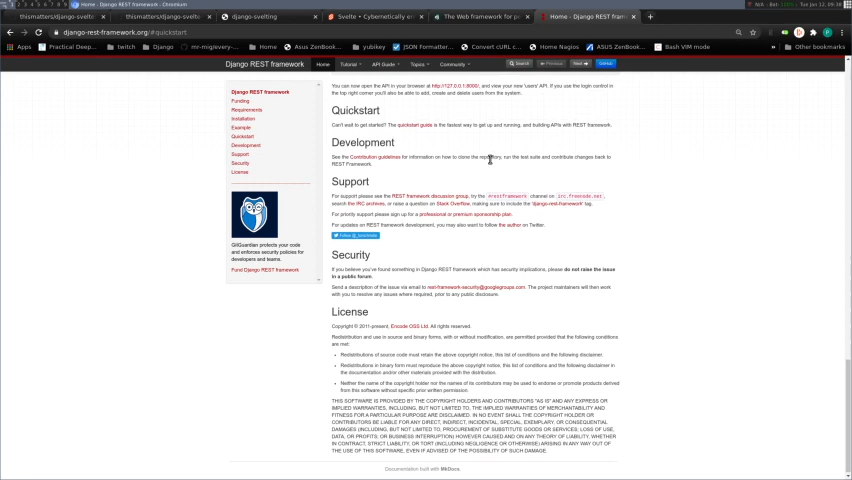 1 2 3 4 5 6 7 8 9
Home - Django REST framework
N/A Bat: 100% Tue Jan 12, 09:36
thismatters/django-svelte
thismatters/django-svelte
django-svelting
Svelte • Cybernetically en
The Web framework for pe
Home - Django REST fram
django-rest-framework.org/#quickstart
Apps
Practical Deep...
twitch
Django
mr-mig/every-...
Home
Asus ZenBook...
yubikey
JSON Formatter...
Convert curl c...
Home Nagios
ASUS ZenBook...
Bash VIM mode
Other bookmarks
Django REST framework
Home
Tutorial
API Guide
Topics
Community
Search
Previous
Next
GitHub
Django REST framework
Funding
Requirements
Installation
Example
Quickstart
Development
Support
Security
License
GitGuardian protects your code
and enforces security policies for
developers and teams.
Fund Django REST framework
You can now open the API in your browser at http://127.0.0.1:8000/, and view your new 'users' API. If you use the login control in
the top right corner you'll also be able to add, create and delete users from the system.
Quickstart
Can't wait to get started? The quickstart guide is the fastest way to get up and running, and building APIs with REST framework.
Development
See the Contribution guidelines for information on how to clone the repository, run the test suite and contribute changes back to
REST Framework.
Support
For support please see the REST framework discussion group, try the #restframework channel on irc.freenode.net,
search the IRC archives, or raise a question on Stack Overflow, making sure to include the 'django-rest-framework' tag.
For priority support please sign up for a professional or premium sponsorship plan.
For updates on REST framework development, you may also want to follow the author on Twitter.
Follow @_tomchristie
Security
If you believe you've found something in Django REST framework which has security implications, please do not raise the issue
in a public forum.
Send a description of the issue via email to rest-framework-security@googlegroups.com. The project maintainers will then work
with you to resolve any issues where required, prior to any public disclosure.
License
Copyright © 2011-present, Encode OSS Ltd. All rights reserved.
Redistribution and use in source and binary forms, with or without modification, are permitted provided that the following conditions
are met:
• Redistributions of source code must retain the above copyright notice, this list of conditions and the following disclaimer.
• Redistributions in binary form must reproduce the above copyright notice, this list of conditions and the following disclaimer in
the documentation and/or other materials provided with the distribution.
• Neither the name of the copyright holder nor the names of its contributors may be used to endorse or promote products derived
from this software without specific prior written permission.
THIS SOFTWARE IS PROVIDED BY THE COPYRIGHT HOLDERS AND CONTRIBUTORS "AS IS" AND ANY EXPRESS OR
IMPLIED WARRANTIES, INCLUDING, BUT NOT LIMITED TO, THE IMPLIED WARRANTIES OF MERCHANTABILITY AND
FITNESS FOR A PARTICULAR PURPOSE ARE DISCLAIMED. IN NO EVENT SHALL THE COPYRIGHT HOLDER OR
CONTRIBUTORS BE LIABLE FOR ANY DIRECT, INDIRECT, INCIDENTAL, SPECIAL, EXEMPLARY, OR CONSEQUENTIAL
DAMAGES (INCLUDING, BUT NOT LIMITED TO, PROCUREMENT OF SUBSTITUTE GOODS OR SERVICES; LOSS OF USE,
DATA, OR PROFITS; OR BUSINESS INTERRUPTION) HOWEVER CAUSED AND ON ANY THEORY OF LIABILITY, WHETHER
IN CONTRACT, STRICT LIABILITY, OR TORT (INCLUDING NEGLIGENCE OR OTHERWISE) ARISING IN ANY WAY OUT OF
THE USE OF THIS SOFTWARE, EVEN IF ADVISED OF THE POSSIBILITY OF SUCH DAMAGE.
Documentation built with MkDocs.